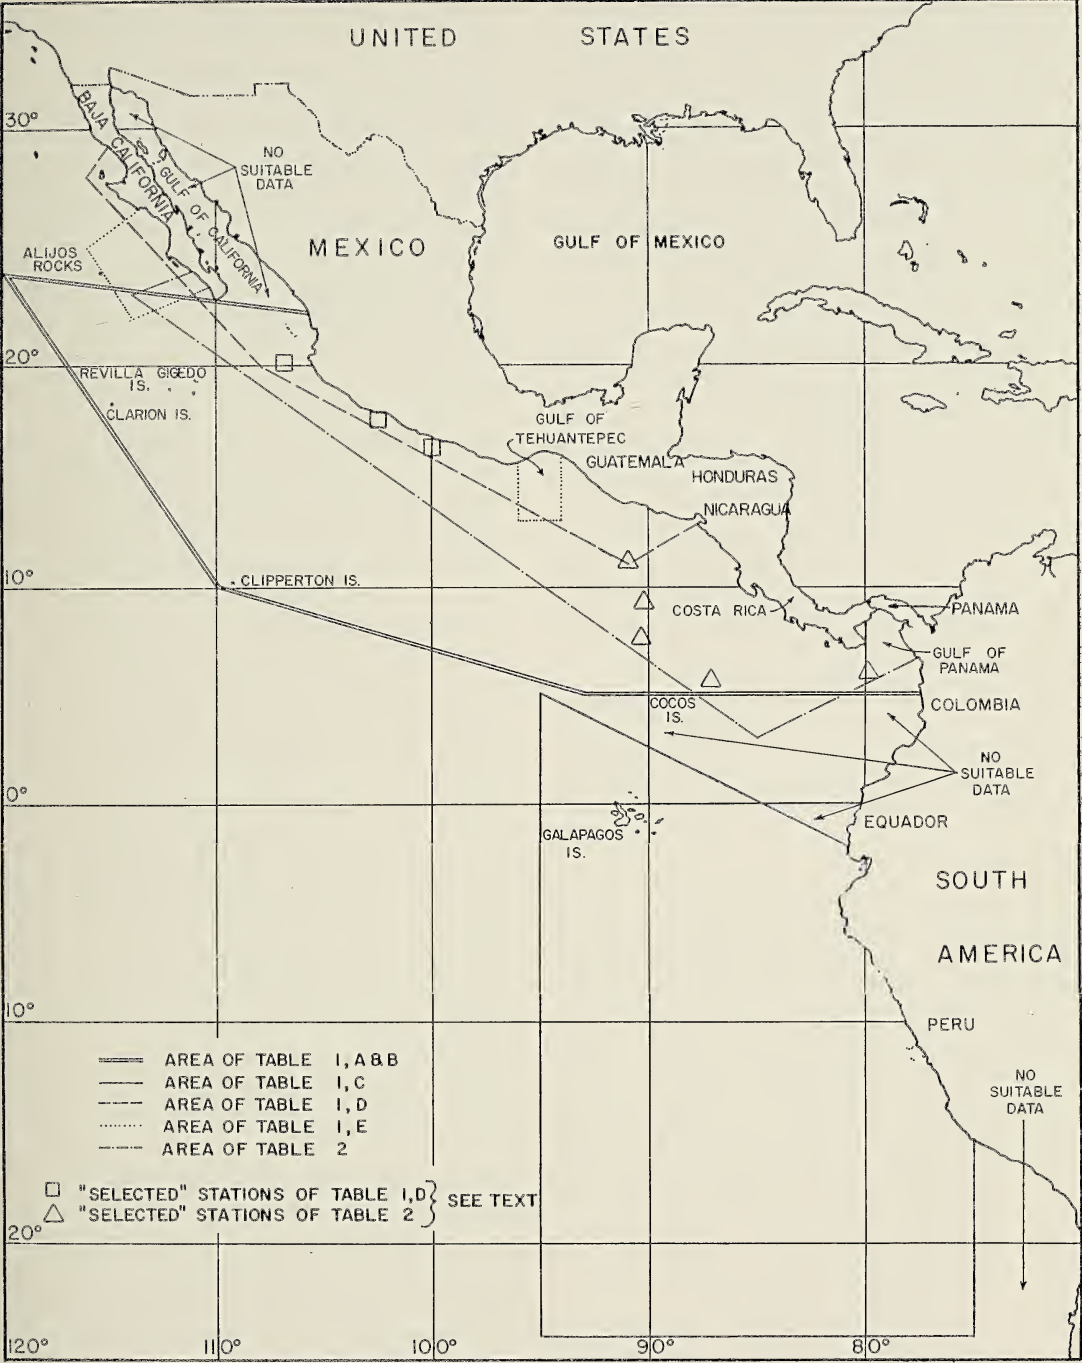 UNITED STATES
30°
BAJA CALIFORNIA
GULF OF CALIFORNIA
NO
SUITABLE
DATA
MEXICO
GULF OF MEXICO
ALIJOS
ROCKS
20°
REVILLA GIGEDO
IS.
CLARION IS.
GULF OF
TEHUANTEPEC
GUATEMALA
HONDURAS
NICARAGUA
10°
CLIPPERTON IS.
COSTA RICA
PANAMA
GULF OF
PANAMA
COCOS
IS.
COLOMBIA
NO
SUITABLE
DATA
0°
EQUADOR
GALAPAGOS
IS.
SOUTH
AMERICA
10°
PERU
NO
SUITABLE
DATA
AREA OF TABLE 1,A&B
AREA OF TABLE 1,C
AREA OF TABLE 1,D
AREA OF TABLE 1,E
AREA OF TABLE 2
"SELECTED" STATIONS OF TABLE 1,D
"SELECTED" STATIONS OF TABLE 2
SEE TEXT
20°
120° 110° 100° 90° 80°